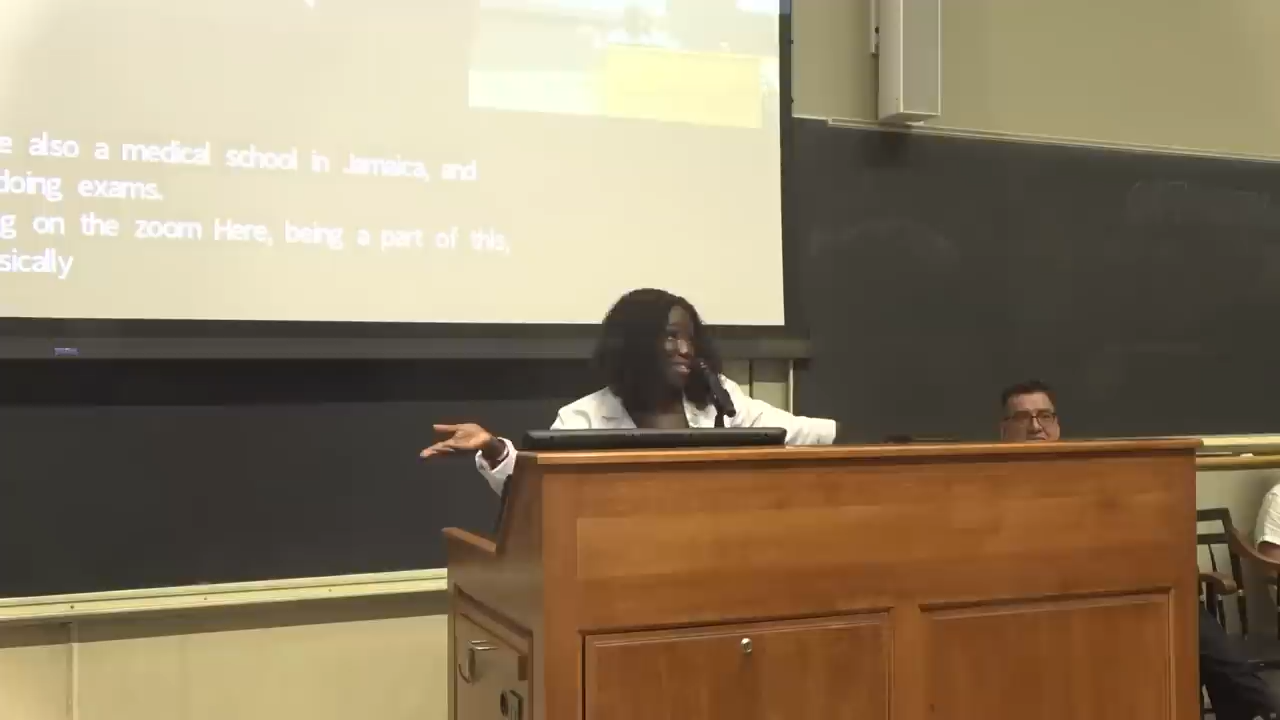 e also a medical school in Jamaica, and
doing exams.
g on the zoom Here, being a part of this,
sically